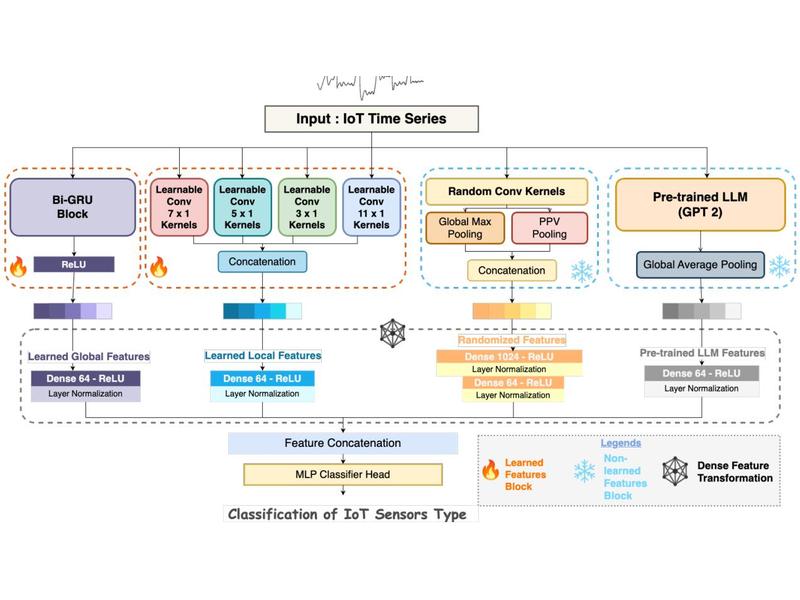 Input : IoT Time Series
Bi-GRU
Block
ReLU
Learnable
Conv
7 x 1
Kernels
Learnable
Conv
5 x 1
Kernels
Learnable
Conv
3 x 1
Kernels
Learnable
Conv
11 x 1
Kernels
Concatenation
Random Conv Kernels
Global Max
Pooling
PPV
Pooling
Concatenation
Pre-trained LLM
(GPT 2)
Global Average Pooling
Learned Global Features
Dense 64 - ReLU
Layer Normalization
Learned Local Features
Dense 64 - ReLU
Layer Normalization
Randomized Features
Dense 1024 - ReLU
Layer Normalization
Dense 64 - ReLU
Layer Normalization
Pre-trained LLM Features
Dense 64 - ReLU
Layer Normalization
Feature Concatenation
MLP Classifier Head
Classification of IoT Sensors Type
Legends
Learned
Features
Block
Non-
learned
Features
Block
Dense Feature
Transformation